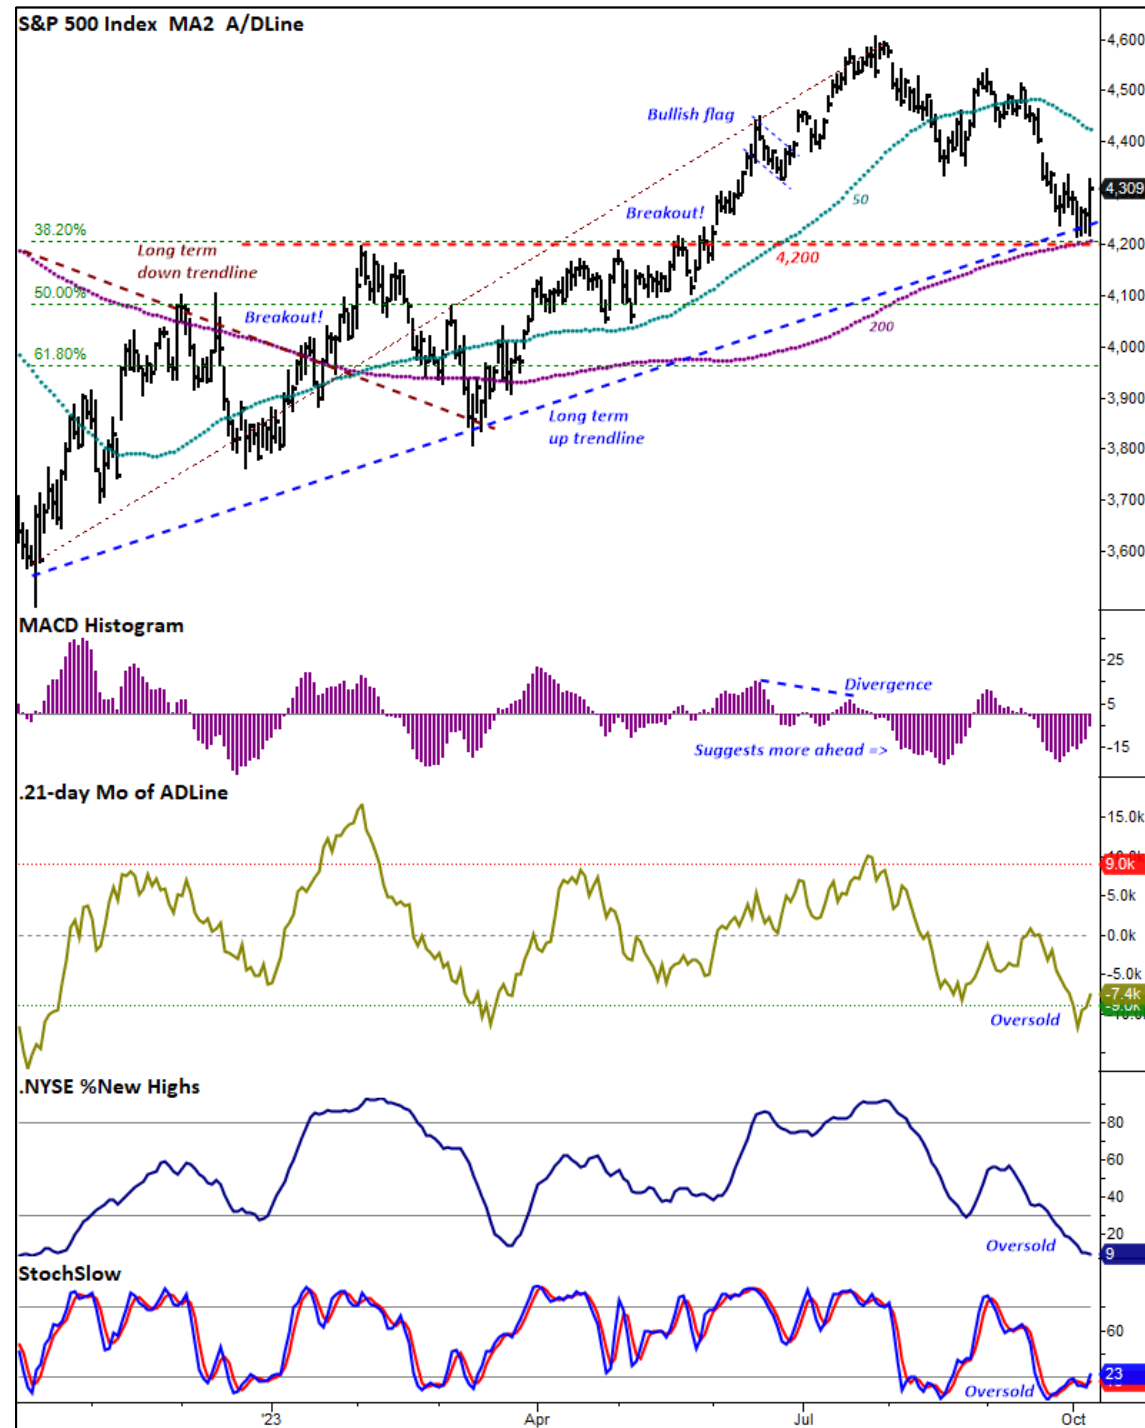 S&P 500 Index MA2 A/DLine
4,600
4,500
Bullish flag
4,400
4,309
50
Breakout!
38.20%
Long term
down trendline
4,200
4,200
50.00%
Breakout!
4,100
200
4,000
61.80%
3,900
Long term
up trendline
3,800
3,700
3,600
MACD Histogram
25
Divergence
5
Suggests more ahead =>
-15
.21-day Mo of ADLine
15.0k
9.0k
5.0k
0.0k
-5.0k
-7.4k
-9.0k
Oversold
.NYSE %New Highs
80
60
40
20
Oversold
9
StochSlow
60
23
Oversold
'23
Apr
Jul
Oct